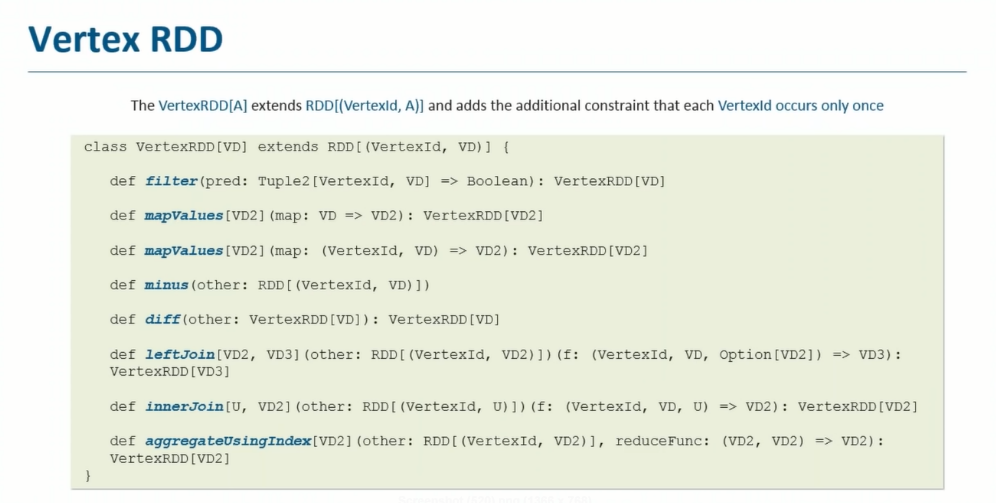 Vertex RDD
The VertexRDD[A] extends RDD[(VertexId, A)] and adds the additional constraint that each VertexId occurs only once
class VertexRDD[VD] extends RDD[(VertexId, VD)] {
def filter(pred: Tuple2[VertexId, VD] => Boolean): VertexRDD[VD]
def mapValues[VD2](map: VD => VD2): VertexRDD[VD2]
def mapValues[VD2](map: (VertexId, VD) => VD2): VertexRDD[VD2]
def minus(other: RDD[(VertexId, VD)])
def diff(other: VertexRDD[VD]): VertexRDD[VD]
def leftJoin[VD2, VD3](other: RDD[(VertexId, VD2)])(f: (VertexId, VD, Option[VD2]) => VD3):
VertexRDD[VD3]
def innerJoin[U, VD2](other: RDD[(VertexId, U)])(f: (VertexId, VD, U) => VD2): VertexRDD[VD2]
def aggregateUsingIndex[VD2](other: RDD[(VertexId, VD2)], reduceFunc: (VD2, VD2) => VD2):
VertexRDD[VD2]
}